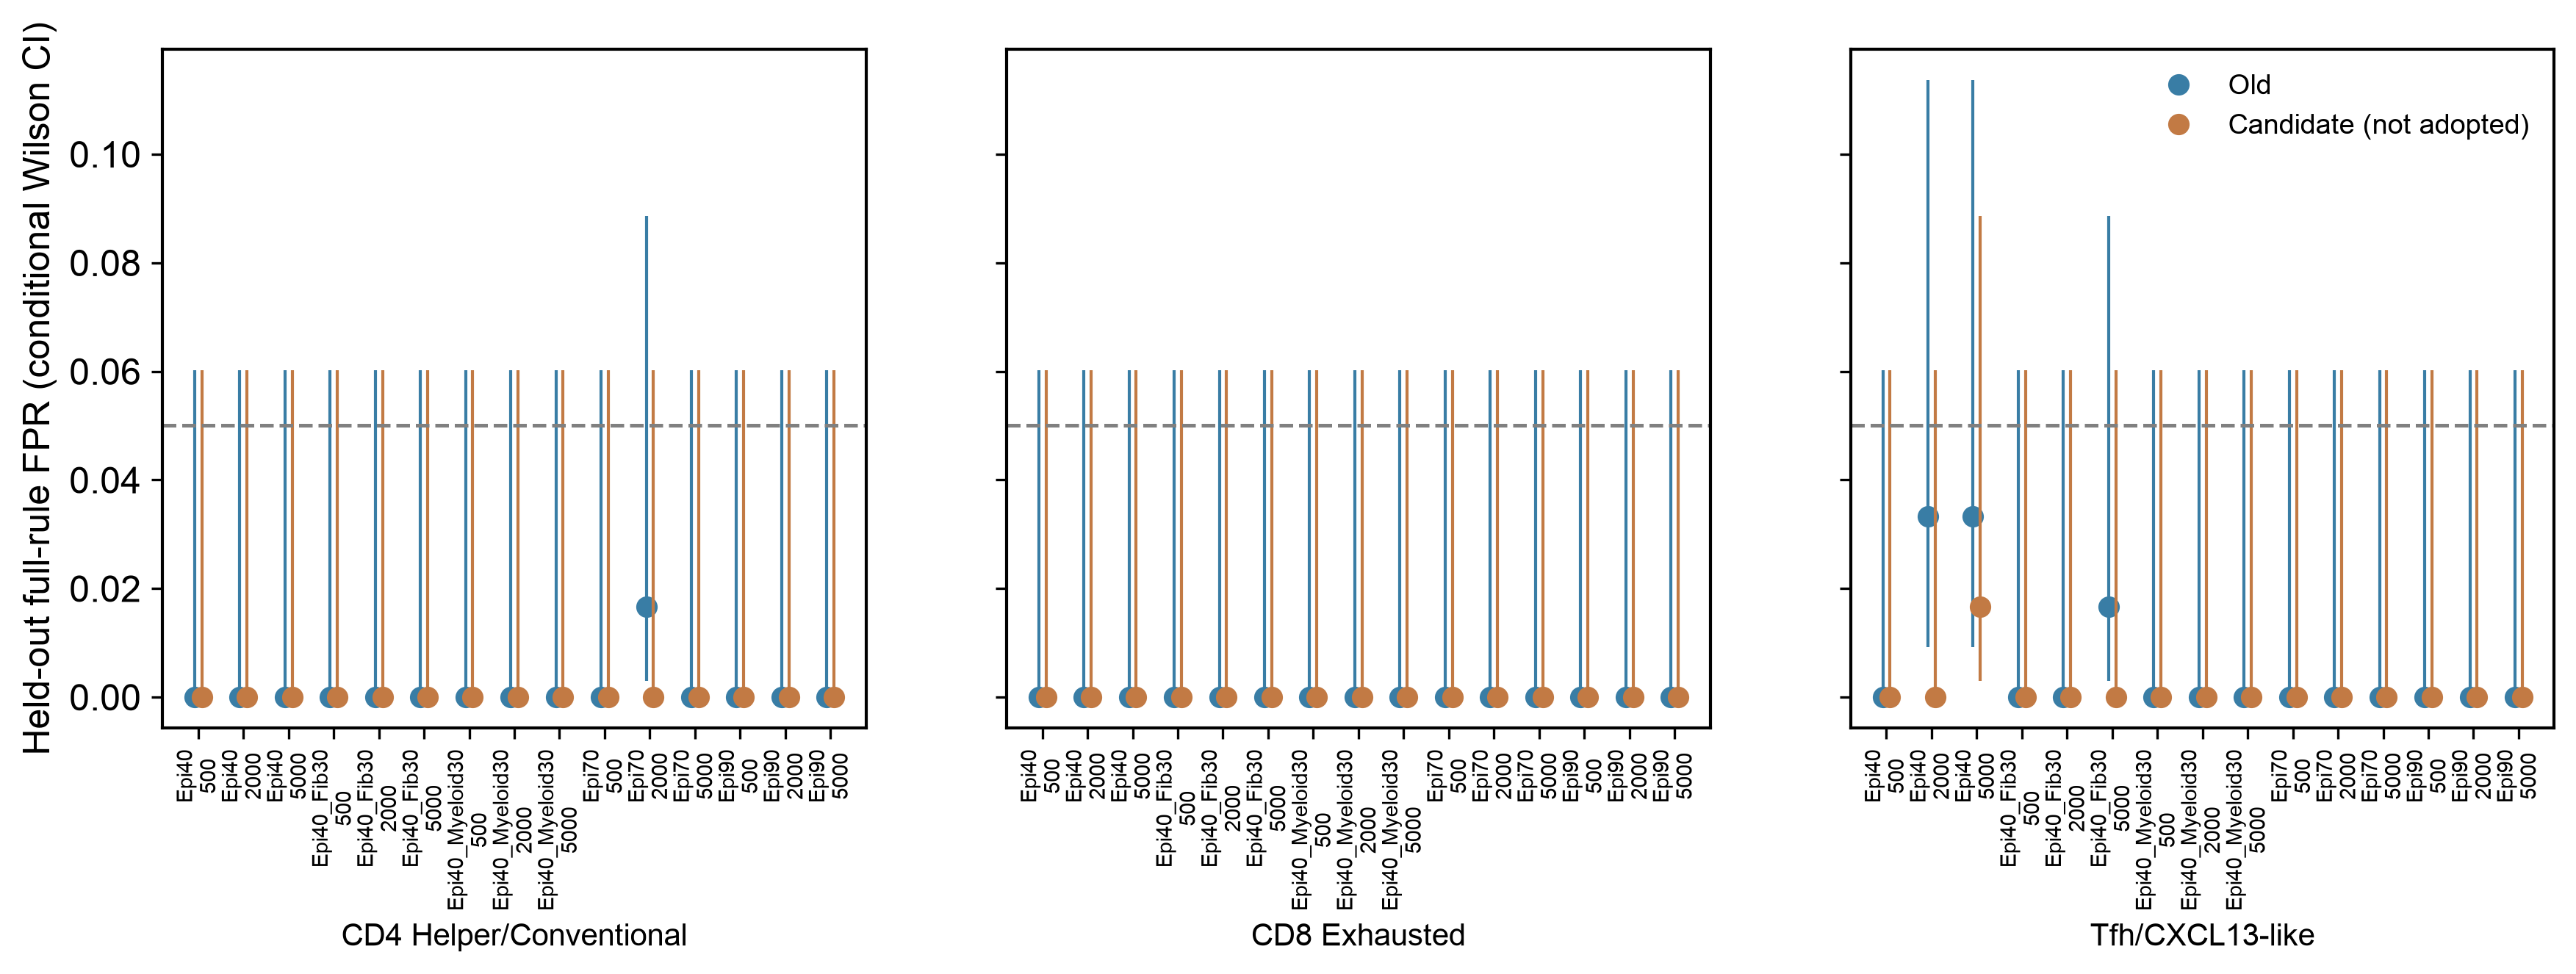 Held-out full-rule FPR (conditional Wilson CI)
0.10
0.08
0.06
0.04
0.02
0.00
Epi40
500
Epi40
2000
Epi40
5000
Epi40_Fib30
500
Epi40_Fib30
2000
Epi40_Fib30
5000
Epi40_Myeloid30
500
Epi40_Myeloid30
2000
Epi40_Myeloid30
5000
Epi70
500
Epi70
2000
Epi70
5000
Epi90
500
Epi90
2000
Epi90
5000
CD4 Helper/Conventional
Epi40
500
Epi40
2000
Epi40
5000
Epi40_Fib30
500
Epi40_Fib30
2000
Epi40_Fib30
5000
Epi40_Myeloid30
500
Epi40_Myeloid30
2000
Epi40_Myeloid30
5000
Epi70
500
Epi70
2000
Epi70
5000
Epi90
500
Epi90
2000
Epi90
5000
CD8 Exhausted
Old
Candidate (not adopted)
Epi40
500
Epi40
2000
Epi40
5000
Epi40_Fib30
500
Epi40_Fib30
2000
Epi40_Fib30
5000
Epi40_Myeloid30
500
Epi40_Myeloid30
2000
Epi40_Myeloid30
5000
Epi70
500
Epi70
2000
Epi70
5000
Epi90
500
Epi90
2000
Epi90
5000
Tfh/CXCL13-like